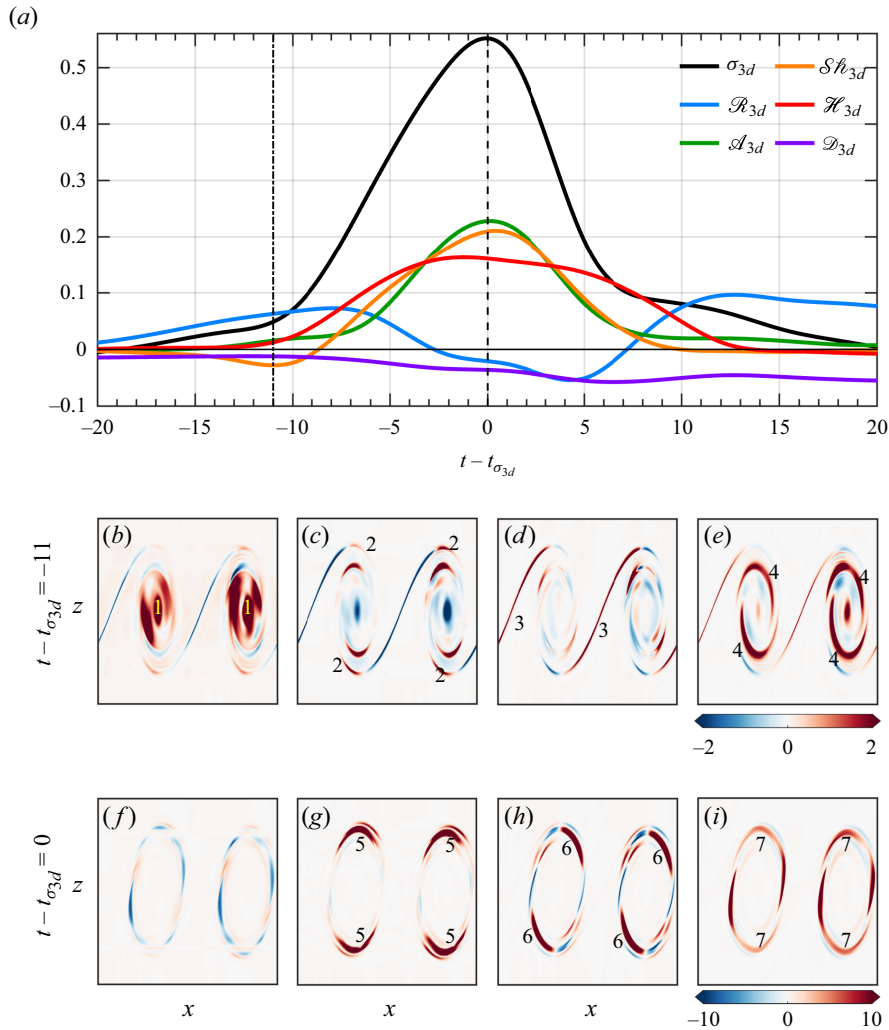 (a)
0.5
0.4
0.3
0.2
0.1
0
−0.1
σ3d 𝒮𝒽3d
ℛ3d ℋ3d
𝒜3d 𝒟3d
−20 −15 −10 −5 0 5 10 15 20
t − tσ3d
(b) (c) (d) (e)
t − tσ3d = −11
z
1 1
2 2 2 2
3 3
4 4 4 4
−2 0 2
(f) (g) (h) (i)
t − tσ3d = 0
z
5 5 5 5
6 6 6 6
7 7 7 7
x x x
−10 0 10